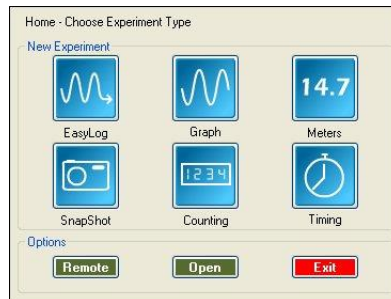 Home - Choose Experiment Type
New Experiment
14.7
EasyLog Graph Meters
1234
SnapShot Counting Timing
Options
Remote Open Exit